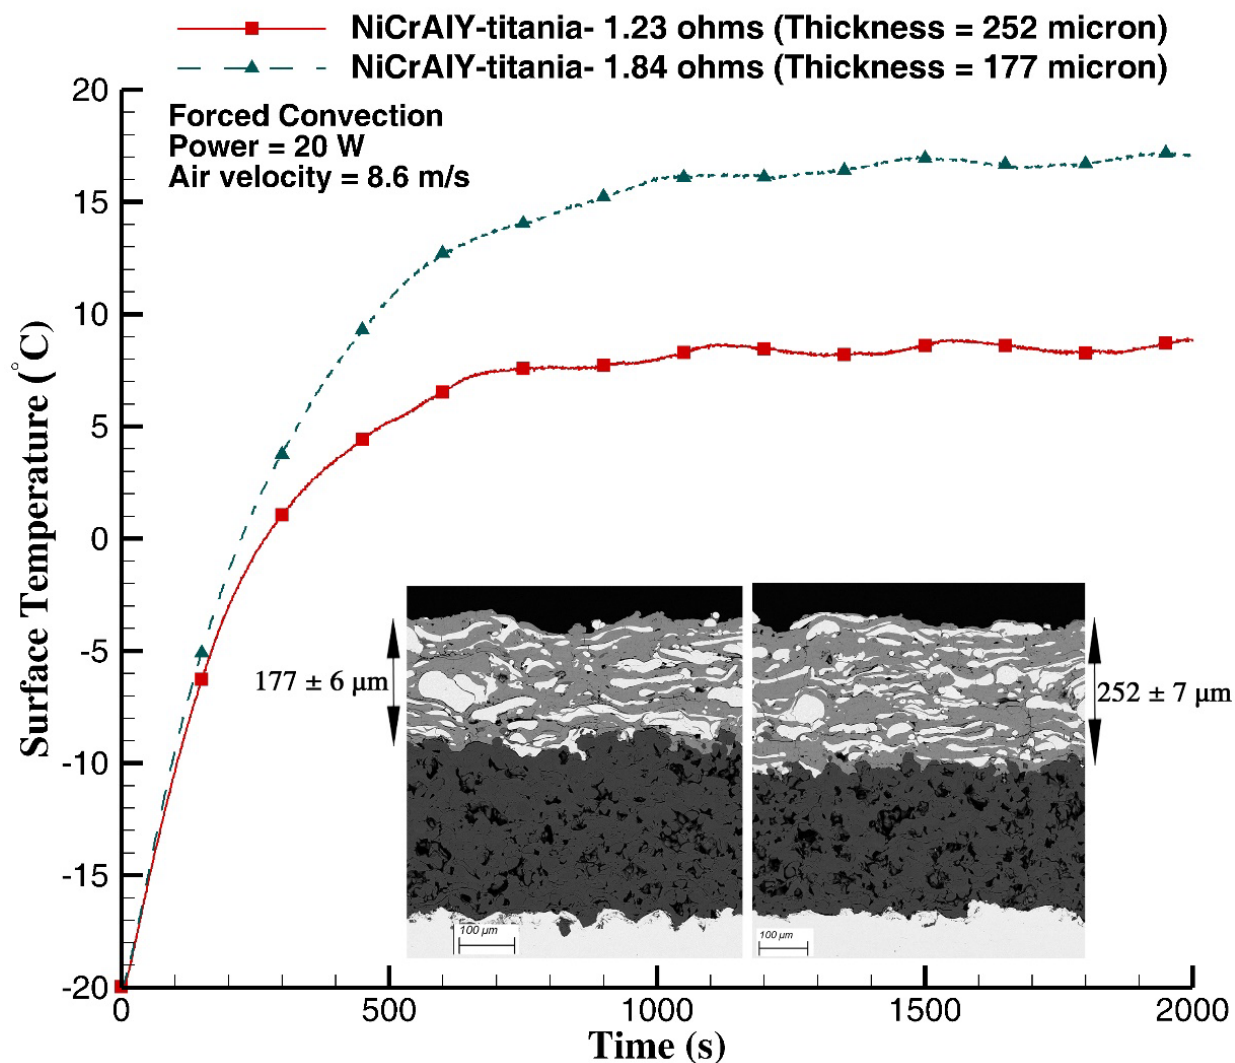 NiCrAlY-titania- 1.23 ohms (Thickness = 252 micron)
NiCrAlY-titania- 1.84 ohms (Thickness = 177 micron)
Forced Convection
Power = 20 W
Air velocity = 8.6 m/s
20
15
10
5
0
-5
-10
-15
-20
Surface Temperature (°C)
177 ± 6 µm
252 ± 7 µm
100 µm
100 µm
0
500
1000
1500
2000
Time (s)